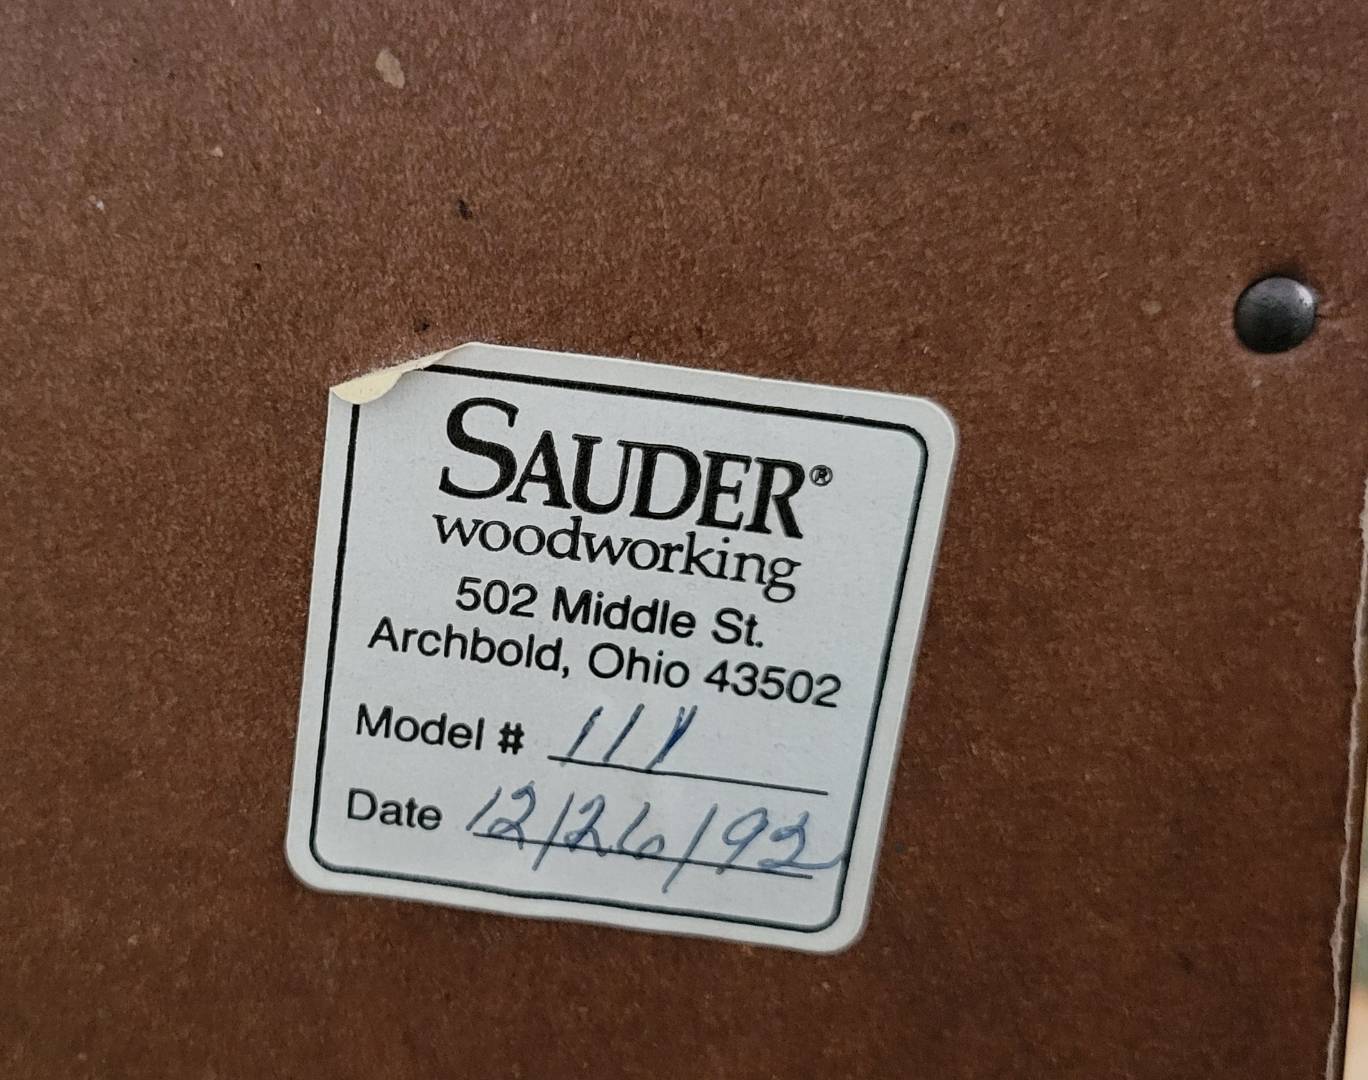 SAUDER®
woodworking
502 Middle St.
Archbold, Ohio 43502
Model # 111
Date 12/26/92